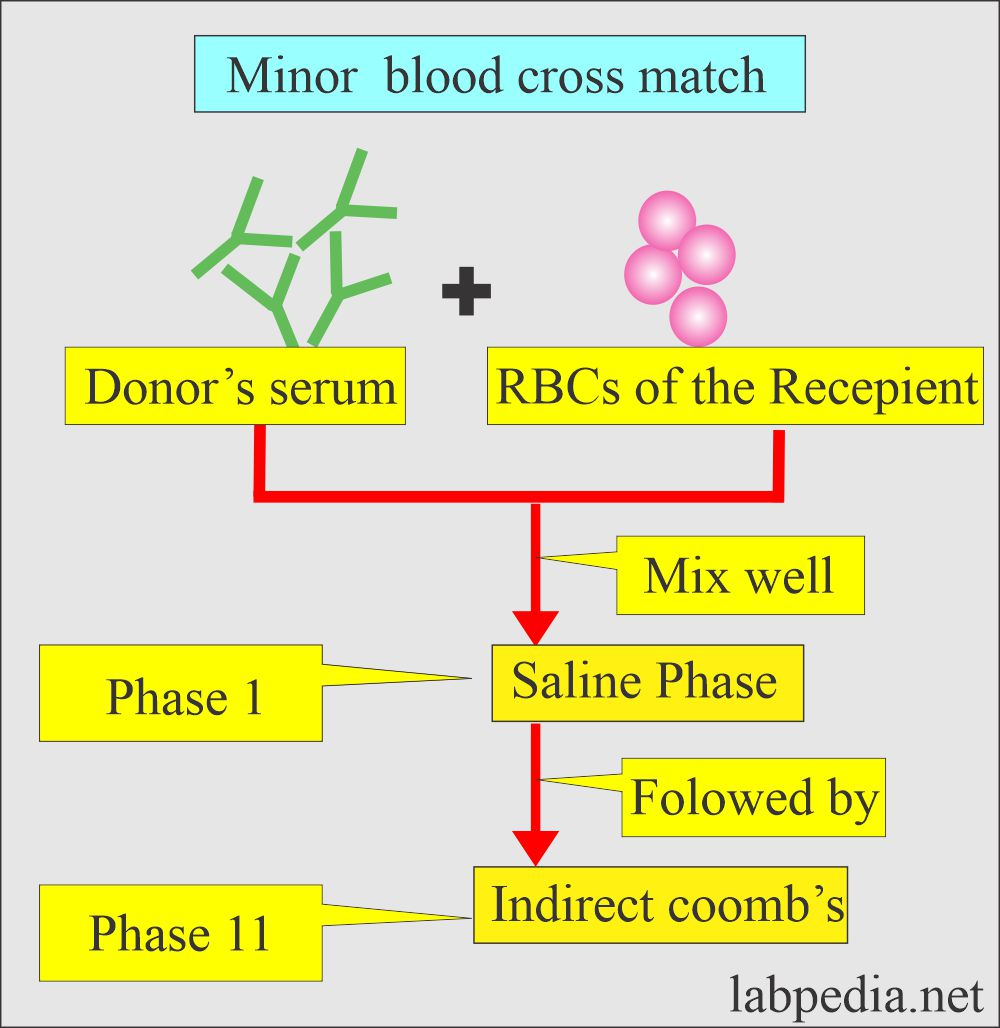 Minor blood cross match
Donor’s serum
RBCs of the Recepient
Mix well
Phase 1
Saline Phase
Folowed by
Phase 11
Indirect coomb’s
labpedia.net